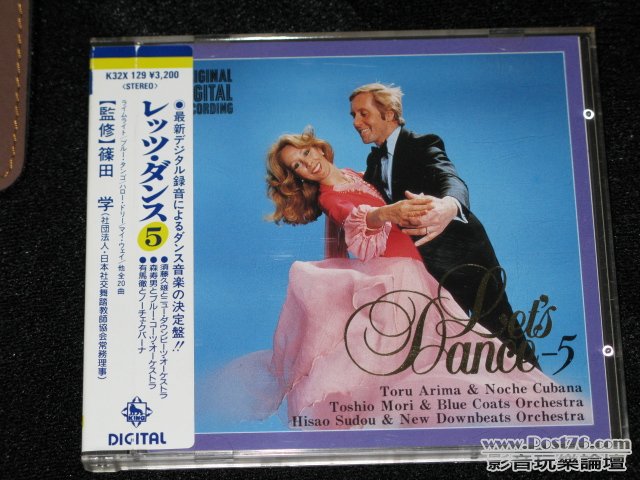 K32X 129 ¥3,200
〈STEREO〉
レッツ・ダンス5
【監修】篠田 学(社団法人・日本社交舞踏教師協会常務理事)
ライムライト/ブルー・タンゴ/ハロー・ドーリー/マイ・ウェイ/他全20曲
●最新デジタル録音によるダンス音楽の決定盤!!
●須藤久雄とニューダウンビーツ・オーケストラ
●森寿男とブルー・コーツ・オーケストラ
●有馬徹とノーチェ・クバーナ
KING
DIGITAL
ORIGINAL
DIGITAL
RECORDING
Let's
Dance-5
Toru Arima & Noche Cubana
Toshio Mori & Blue Coats Orchestra
Hisao Sudou & New Downbeats Orchestra
www.Post76.com
影音玩樂論壇